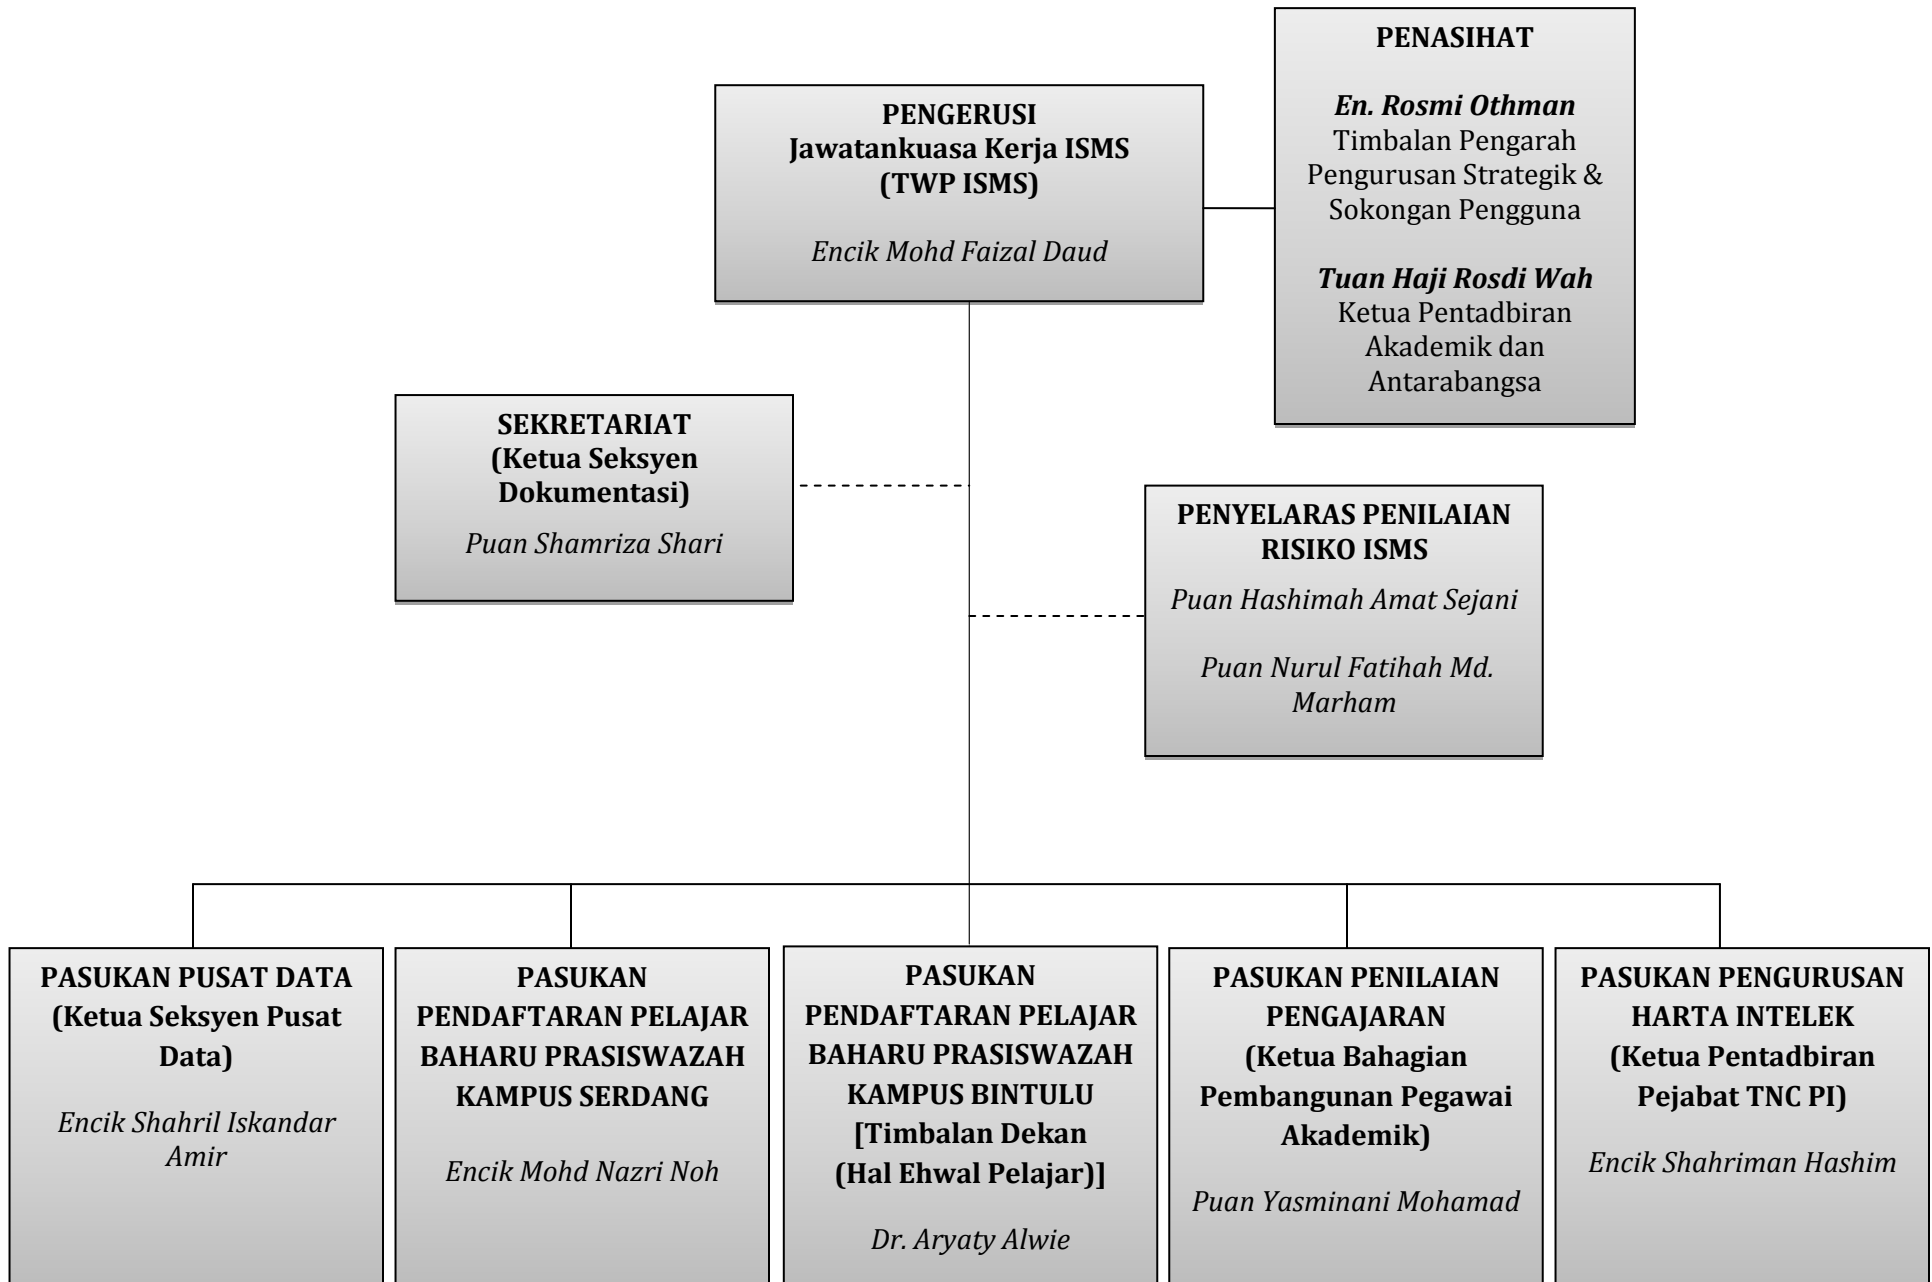 PENASIHAT
En. Rosmi Othman
Timbalan Pengarah
Pengurusan Strategik &
Sokongan Pengguna
Tuan Haji Rosdi Wah
Ketua Pentadbiran
Akademik dan
Antarabangsa
PENGERUSI
Jawatankuasa Kerja ISMS
(TWP ISMS)
Encik Mohd Faizal Daud
SEKRETARIAT
(Ketua Seksyen
Dokumentasi)
Puan Shamriza Shari
PENYELARAS PENILAIAN
RISIKO ISMS
Puan Hashimah Amat Sejani
Puan Nurul Fatihah Md.
Marham
PASUKAN PUSAT DATA
(Ketua Seksyen Pusat
Data)
Encik Shahril Iskandar
Amir
PASUKAN
PENDAFTARAN PELAJAR
BAHARU PRASISWAZAH
KAMPUS SERDANG
Encik Mohd Nazri Noh
PASUKAN
PENDAFTARAN PELAJAR
BAHARU PRASISWAZAH
KAMPUS BINTULU
[Timbalan Dekan
(Hal Ehwal Pelajar)]
Dr. Aryaty Alwie
PASUKAN PENILAIAN
PENGAJARAN
(Ketua Bahagian
Pembangunan Pegawai
Akademik)
Puan Yasminani Mohamad
PASUKAN PENGURUSAN
HARTA INTELEK
(Ketua Pentadbiran
Pejabat TNC PI)
Encik Shahriman Hashim